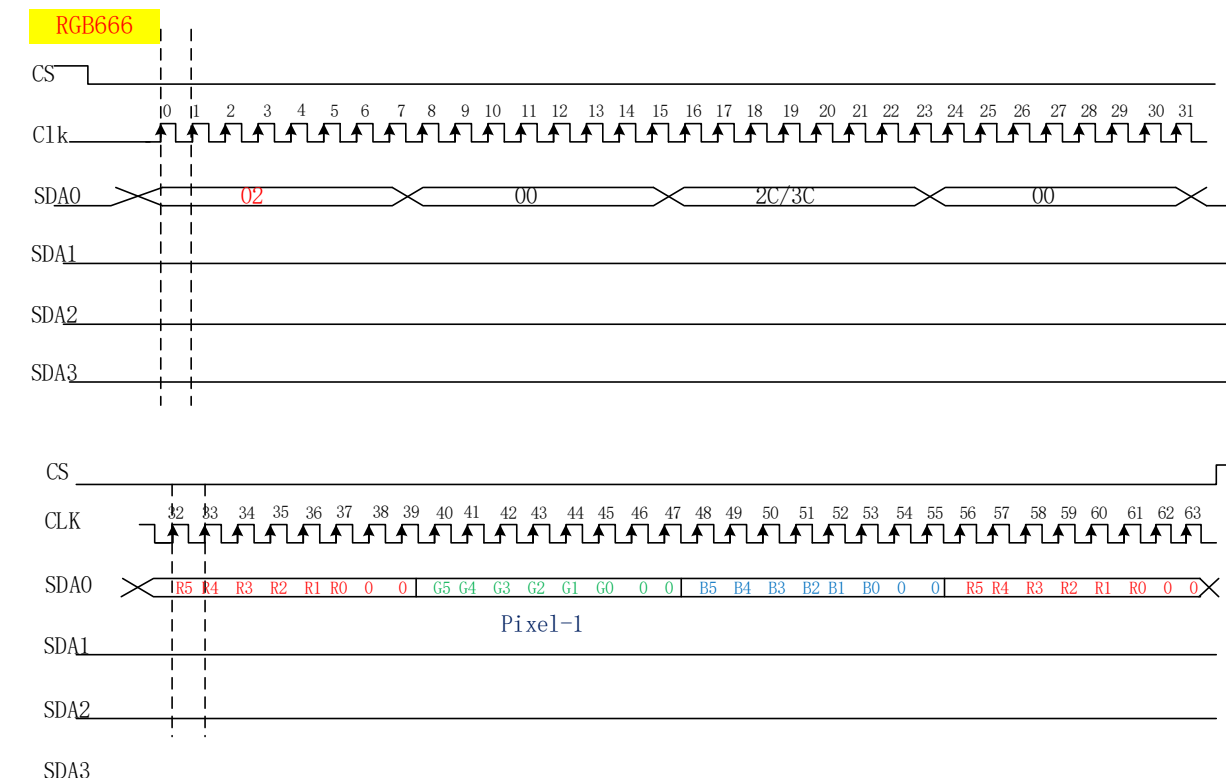 RGB666
CS
0 1 2 3 4 5 6 7 8 9 10 11 12 13 14 15 16 17 18 19 20 21 22 23 24 25 26 27 28 29 30 31
Clk
SDA0 02 00 2C/3C 00
SDA1
SDA2
SDA3
CS
32 33 34 35 36 37 38 39 40 41 42 43 44 45 46 47 48 49 50 51 52 53 54 55 56 57 58 59 60 61 62 63
CLK
SDA0 R5 R4 R3 R2 R1 R0 0 0 G5 G4 G3 G2 G1 G0 0 0 B5 B4 B3 B2 B1 B0 0 0 R5 R4 R3 R2 R1 R0 0 0
Pixel-1
SDA1
SDA2
SDA3